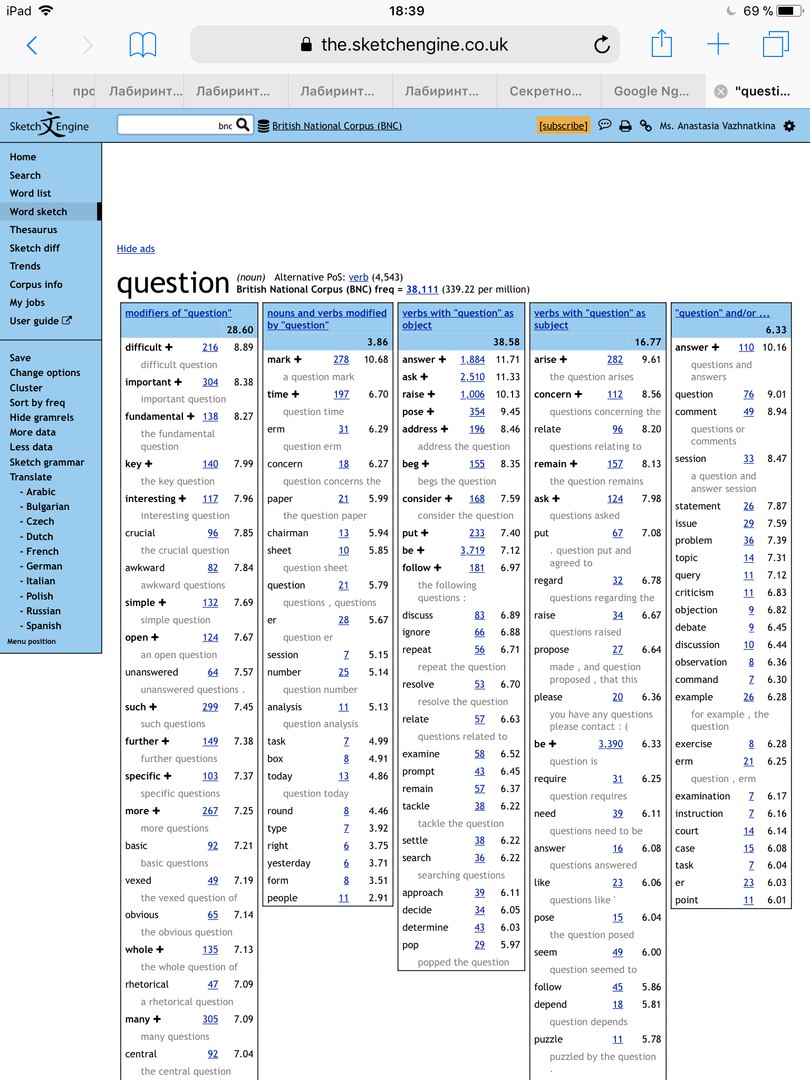 iPad 18:39 69 %
the.sketchengine.co.uk
про Лабиринт... Лабиринт... Лабиринт... Лабиринт... Секретно... Google Ng... "questi...
Sketch 文 Engine bnc British National Corpus (BNC) [subscribe] Ms. Anastasia Vazhnatkina
Home
Search
Word list
Word sketch
Thesaurus
Sketch diff
Trends
Corpus info
My jobs
User guide
Save
Change options
Cluster
Sort by freq
Hide gramrels
More data
Less data
Sketch grammar
Translate
- Arabic
- Bulgarian
- Czech
- Dutch
- French
- German
- Italian
- Polish
- Russian
- Spanish
Menu position
Hide ads
question (noun) Alternative PoS: verb (4,543)
British National Corpus (BNC) freq = 38,111 (339.22 per million)
modifiers of "question"
28.60
difficult + 216 8.89
difficult question
important + 304 8.38
important question
fundamental + 138 8.27
the fundamental
question
key + 140 7.99
the key question
interesting + 117 7.96
interesting question
crucial 96 7.85
the crucial question
awkward 82 7.84
awkward questions
simple + 132 7.69
simple question
open + 124 7.67
an open question
unanswered 64 7.57
unanswered questions .
such + 299 7.45
such questions
further + 149 7.38
further questions
specific + 103 7.37
specific questions
more + 267 7.25
more questions
basic 92 7.21
basic questions
vexed 49 7.19
the vexed question of
obvious 65 7.14
the obvious question
whole + 135 7.13
the whole question of
rhetorical 47 7.09
a rhetorical question
many + 305 7.09
many questions
central 92 7.04
the central question
nouns and verbs modified
by "question"
3.86
mark + 278 10.68
a question mark
time + 197 6.70
question time
erm 31 6.29
question erm
concern 18 6.27
question concerns the
paper 21 5.99
the question paper
chairman 13 5.94
sheet 10 5.85
question sheet
question 21 5.79
questions , questions
er 28 5.67
question er
session 7 5.15
number 25 5.14
question number
analysis 11 5.13
question analysis
task 7 4.99
box 8 4.91
today 13 4.86
question today
round 8 4.46
type 7 3.92
right 6 3.75
yesterday 6 3.71
form 8 3.51
people 11 2.91
verbs with "question" as
object
38.58
answer + 1,884 11.71
ask + 2,510 11.33
raise + 1,006 10.13
pose + 354 9.45
address + 196 8.46
address the question
beg + 155 8.35
begs the question
consider + 168 7.59
consider the question
put + 233 7.40
be + 3,719 7.12
follow + 181 6.97
the following
questions :
discuss 83 6.89
ignore 66 6.88
repeat 56 6.71
repeat the question
resolve 53 6.70
resolve the question
relate 57 6.63
questions related to
examine 58 6.52
prompt 43 6.45
remain 57 6.37
tackle 38 6.22
tackle the question
settle 38 6.22
search 36 6.22
searching questions
approach 39 6.11
decide 34 6.05
determine 43 6.03
pop 29 5.97
popped the question
verbs with "question" as
subject
16.77
arise + 282 9.61
the question arises
concern + 112 8.56
questions concerning the
relate 96 8.20
questions relating to
remain + 157 8.13
the question remains
ask + 124 7.98
questions asked
put 67 7.08
. question put and
agreed to
regard 32 6.78
questions regarding the
raise 34 6.67
questions raised
propose 27 6.64
made , and question
proposed , that this
please 20 6.36
you have any questions
please contact : (
be + 3,390 6.33
question is
require 31 6.25
question requires
need 39 6.11
questions need to be
answer 16 6.08
questions answered
like 23 6.06
questions like '
pose 15 6.04
the question posed
seem 49 6.00
question seemed to
follow 45 5.86
depend 18 5.81
question depends
puzzle 11 5.78
puzzled by the question
.
"question" and/or ...
6.33
answer + 110 10.16
questions and
answers
question 76 9.01
comment 49 8.94
questions or
comments
session 33 8.47
a question and
answer session
statement 26 7.87
issue 29 7.59
problem 36 7.39
topic 14 7.31
query 11 7.12
criticism 11 6.83
objection 9 6.82
debate 9 6.45
discussion 10 6.44
observation 8 6.36
command 7 6.30
example 26 6.28
for example , the
question
exercise 8 6.28
erm 21 6.25
question , erm
examination 7 6.17
instruction 7 6.16
court 14 6.14
case 15 6.08
task 7 6.04
er 23 6.03
point 11 6.01